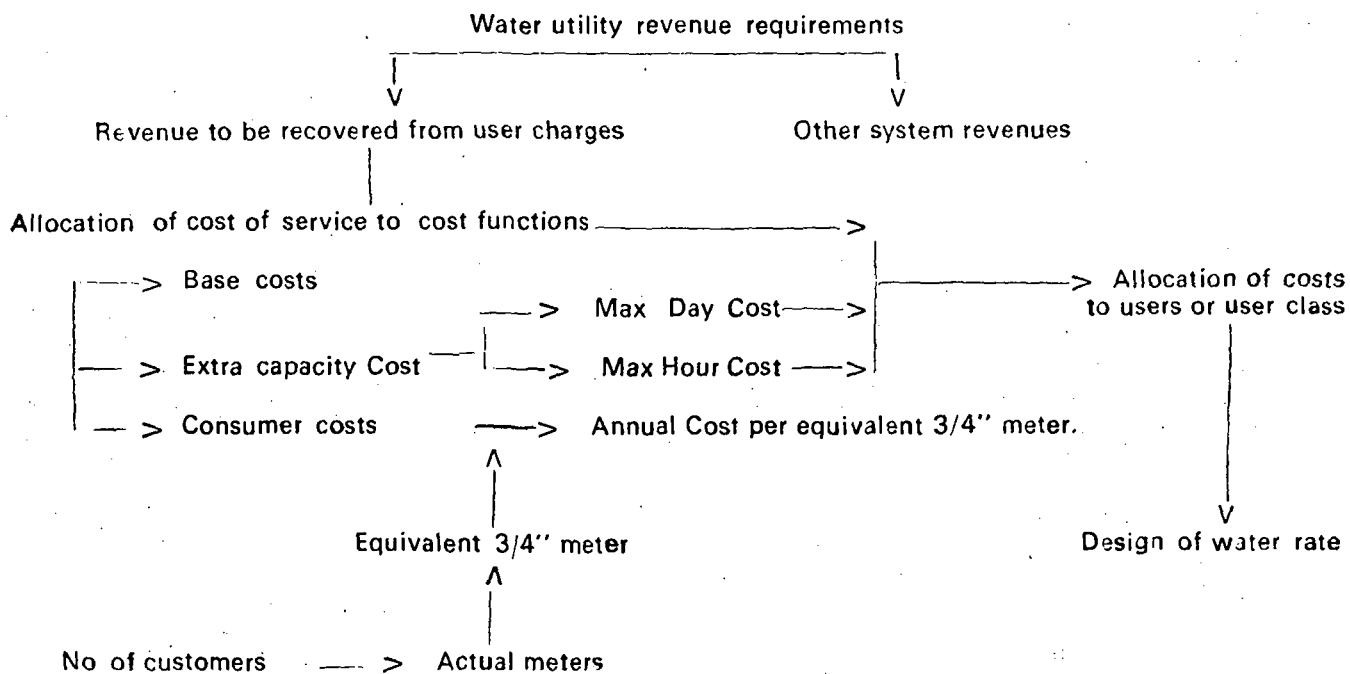 Water utility revenue requirements
Revenue to be recovered from user charges
Other system revenues
Allocation of cost of service to cost functions
Base costs
Max Day Cost
Allocation of costs
to users or user class
Extra capacity Cost
Max Hour Cost
Consumer costs
Annual Cost per equivalent 3/4'' meter.
Equivalent 3/4'' meter
Design of water rate
No of customers
Actual meters